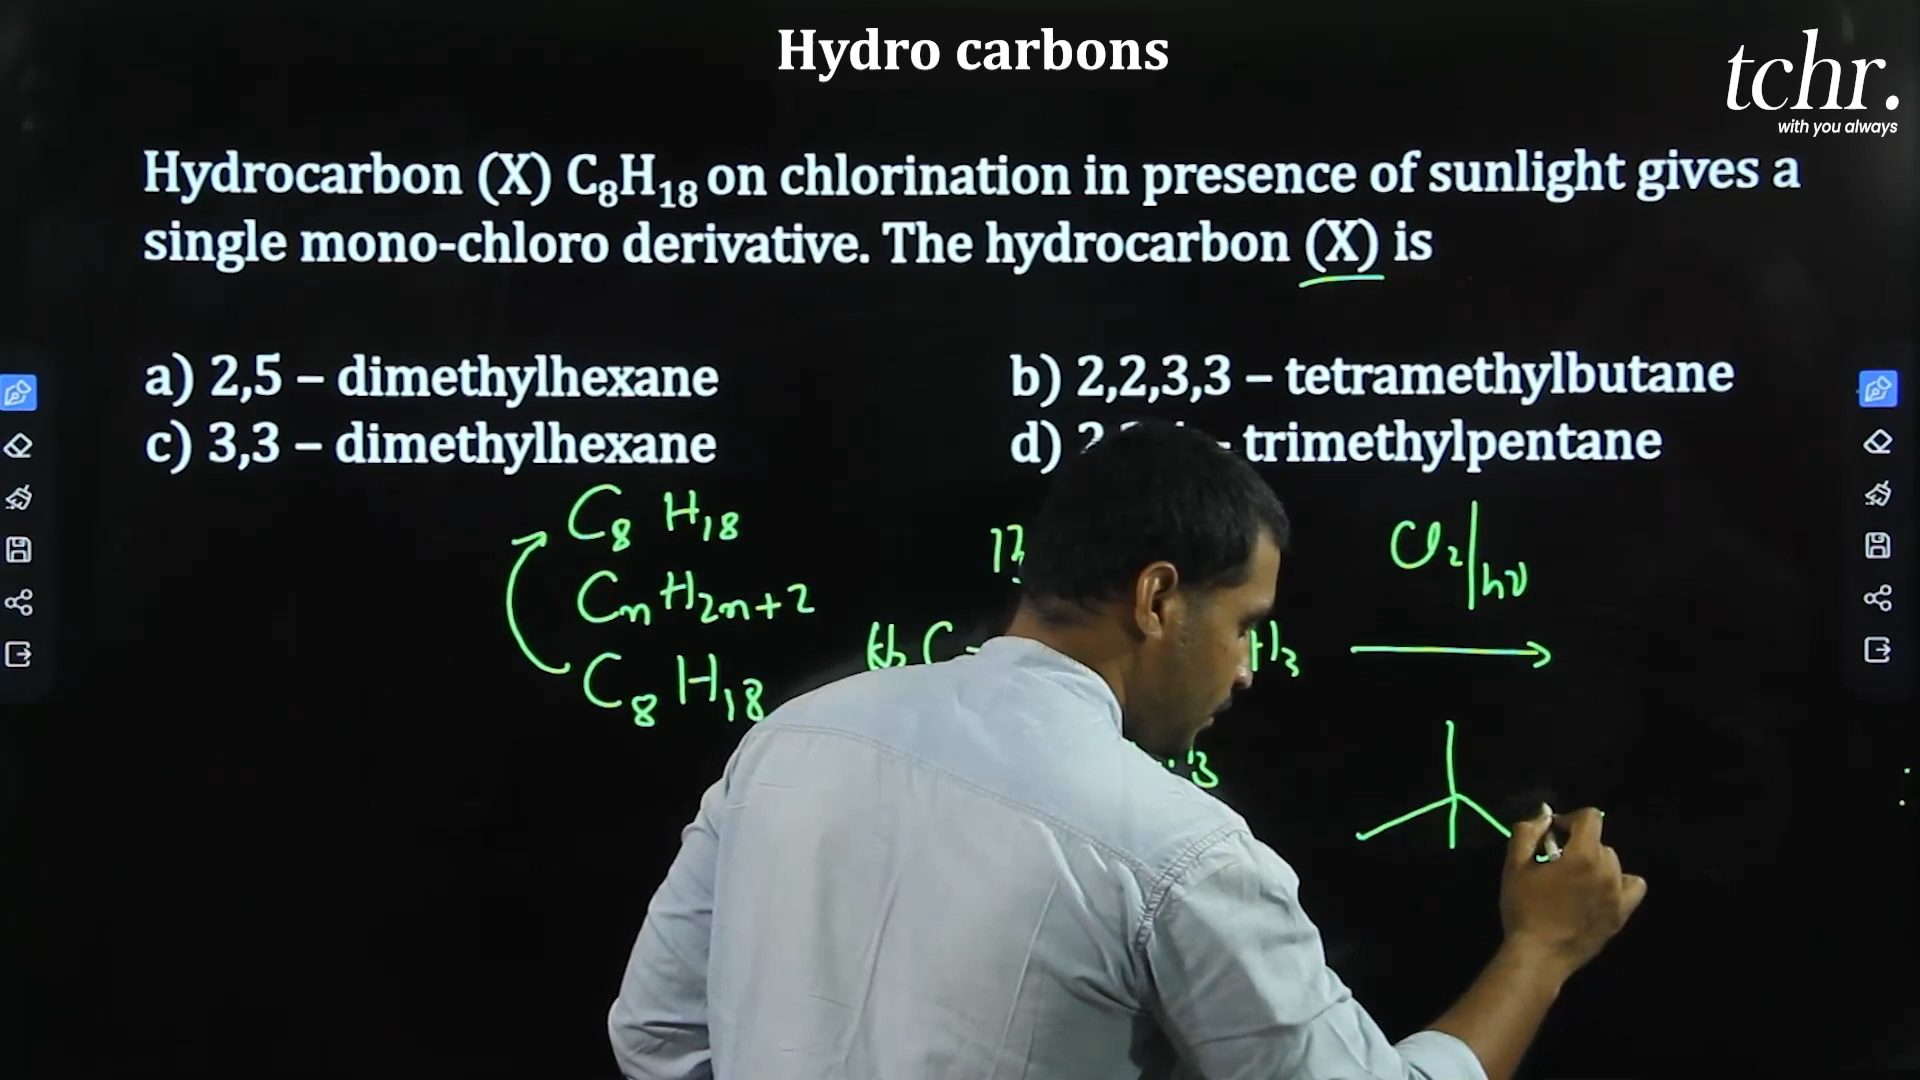 Hydro carbons
tchr.
with you always
Hydrocarbon (X) C₈H₁₈ on chlorination in presence of sunlight gives a
single mono-chloro derivative. The hydrocarbon (X) is
a) 2,5 – dimethylhexane
b) 2,2,3,3 – tetramethylbutane
c) 3,3 – dimethylhexane
d) - trimethylpentane
C₈ H₁₈
Cl₂/hν
CₙH₂ₙ₊₂
C₈ H₁₈